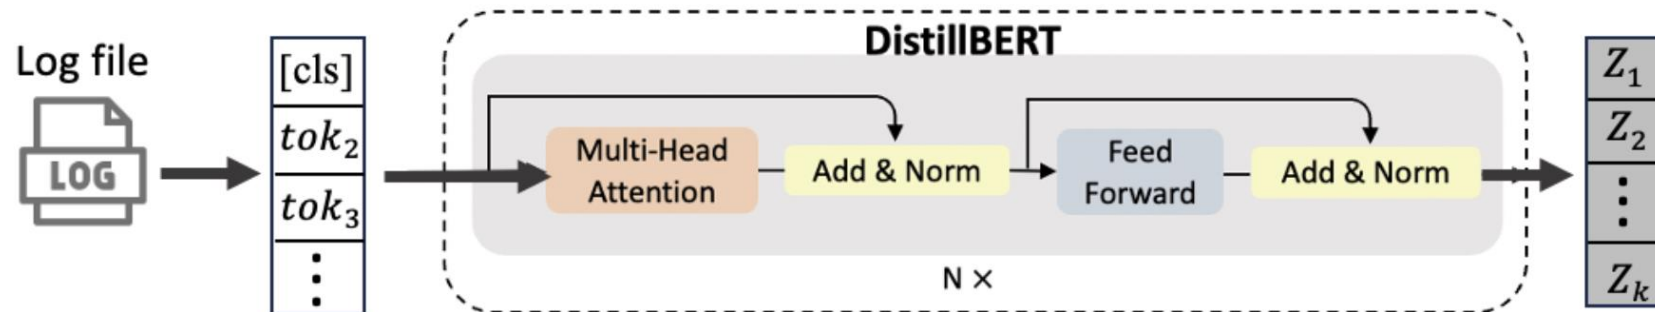 Log file
LOG
[cls]
tok₂
tok₃
⋮
DistillBERT
Multi-Head
Attention
Add & Norm
Feed
Forward
Add & Norm
N ×
Z₁
Z₂
⋮
Zₖ